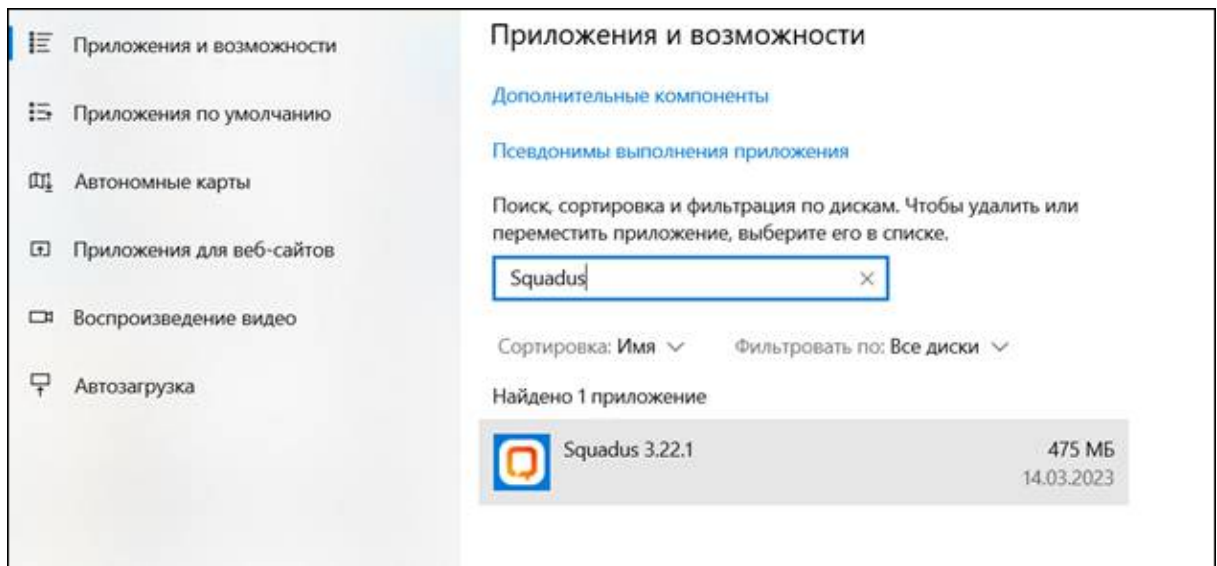 Приложения и возможности
Приложения по умолчанию
Автономные карты
Приложения для веб-сайтов
Воспроизведение видео
Автозагрузка
Приложения и возможности
Дополнительные компоненты
Псевдонимы выполнения приложения
Поиск, сортировка и фильтрация по дискам. Чтобы удалить или
переместить приложение, выберите его в списке.
Squadus
Сортировка: Имя Фильтровать по: Все диски
Найдено 1 приложение
Squadus 3.22.1 475 МБ
14.03.2023